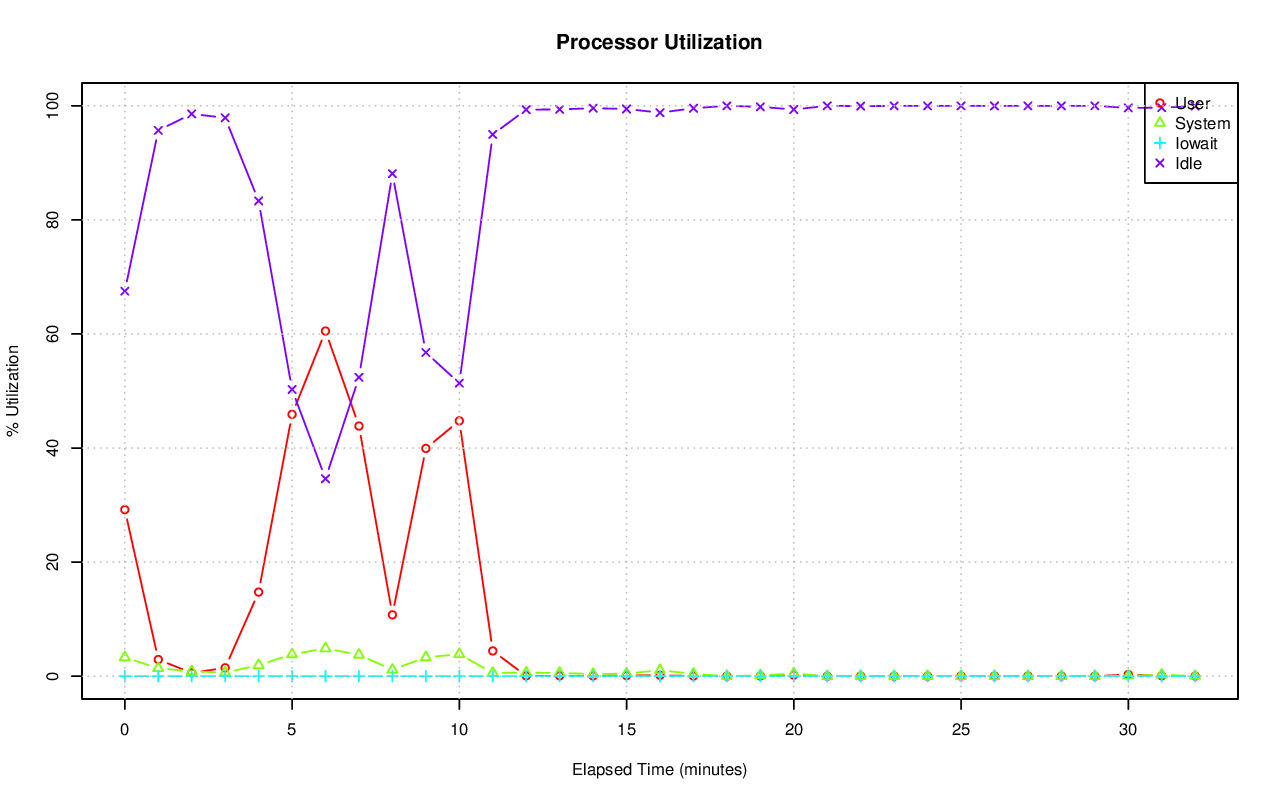 Processor Utilization
% Utilization
100
80
60
40
20
0
User
System
Iowait
Idle
0 5 10 15 20 25 30
Elapsed Time (minutes)